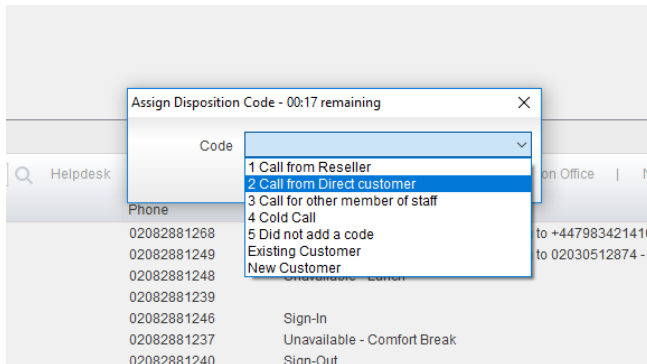 Assign Disposition Code - 00:17 remaining
Code
1 Call from Reseller
Helpdesk
on Office |
2 Call from Direct customer
3 Call for other member of staff
Phone
4 Cold Call
02082881268
to +44798342141
5 Did not add a code
02082881249
Existing Customer
to 02030512874 -
02082881248
New Customer
Unavailable - Lunch
02082881239
02082881246 Sign-In
02082881237 Unavailable - Comfort Break
02082881240 Sign-Out